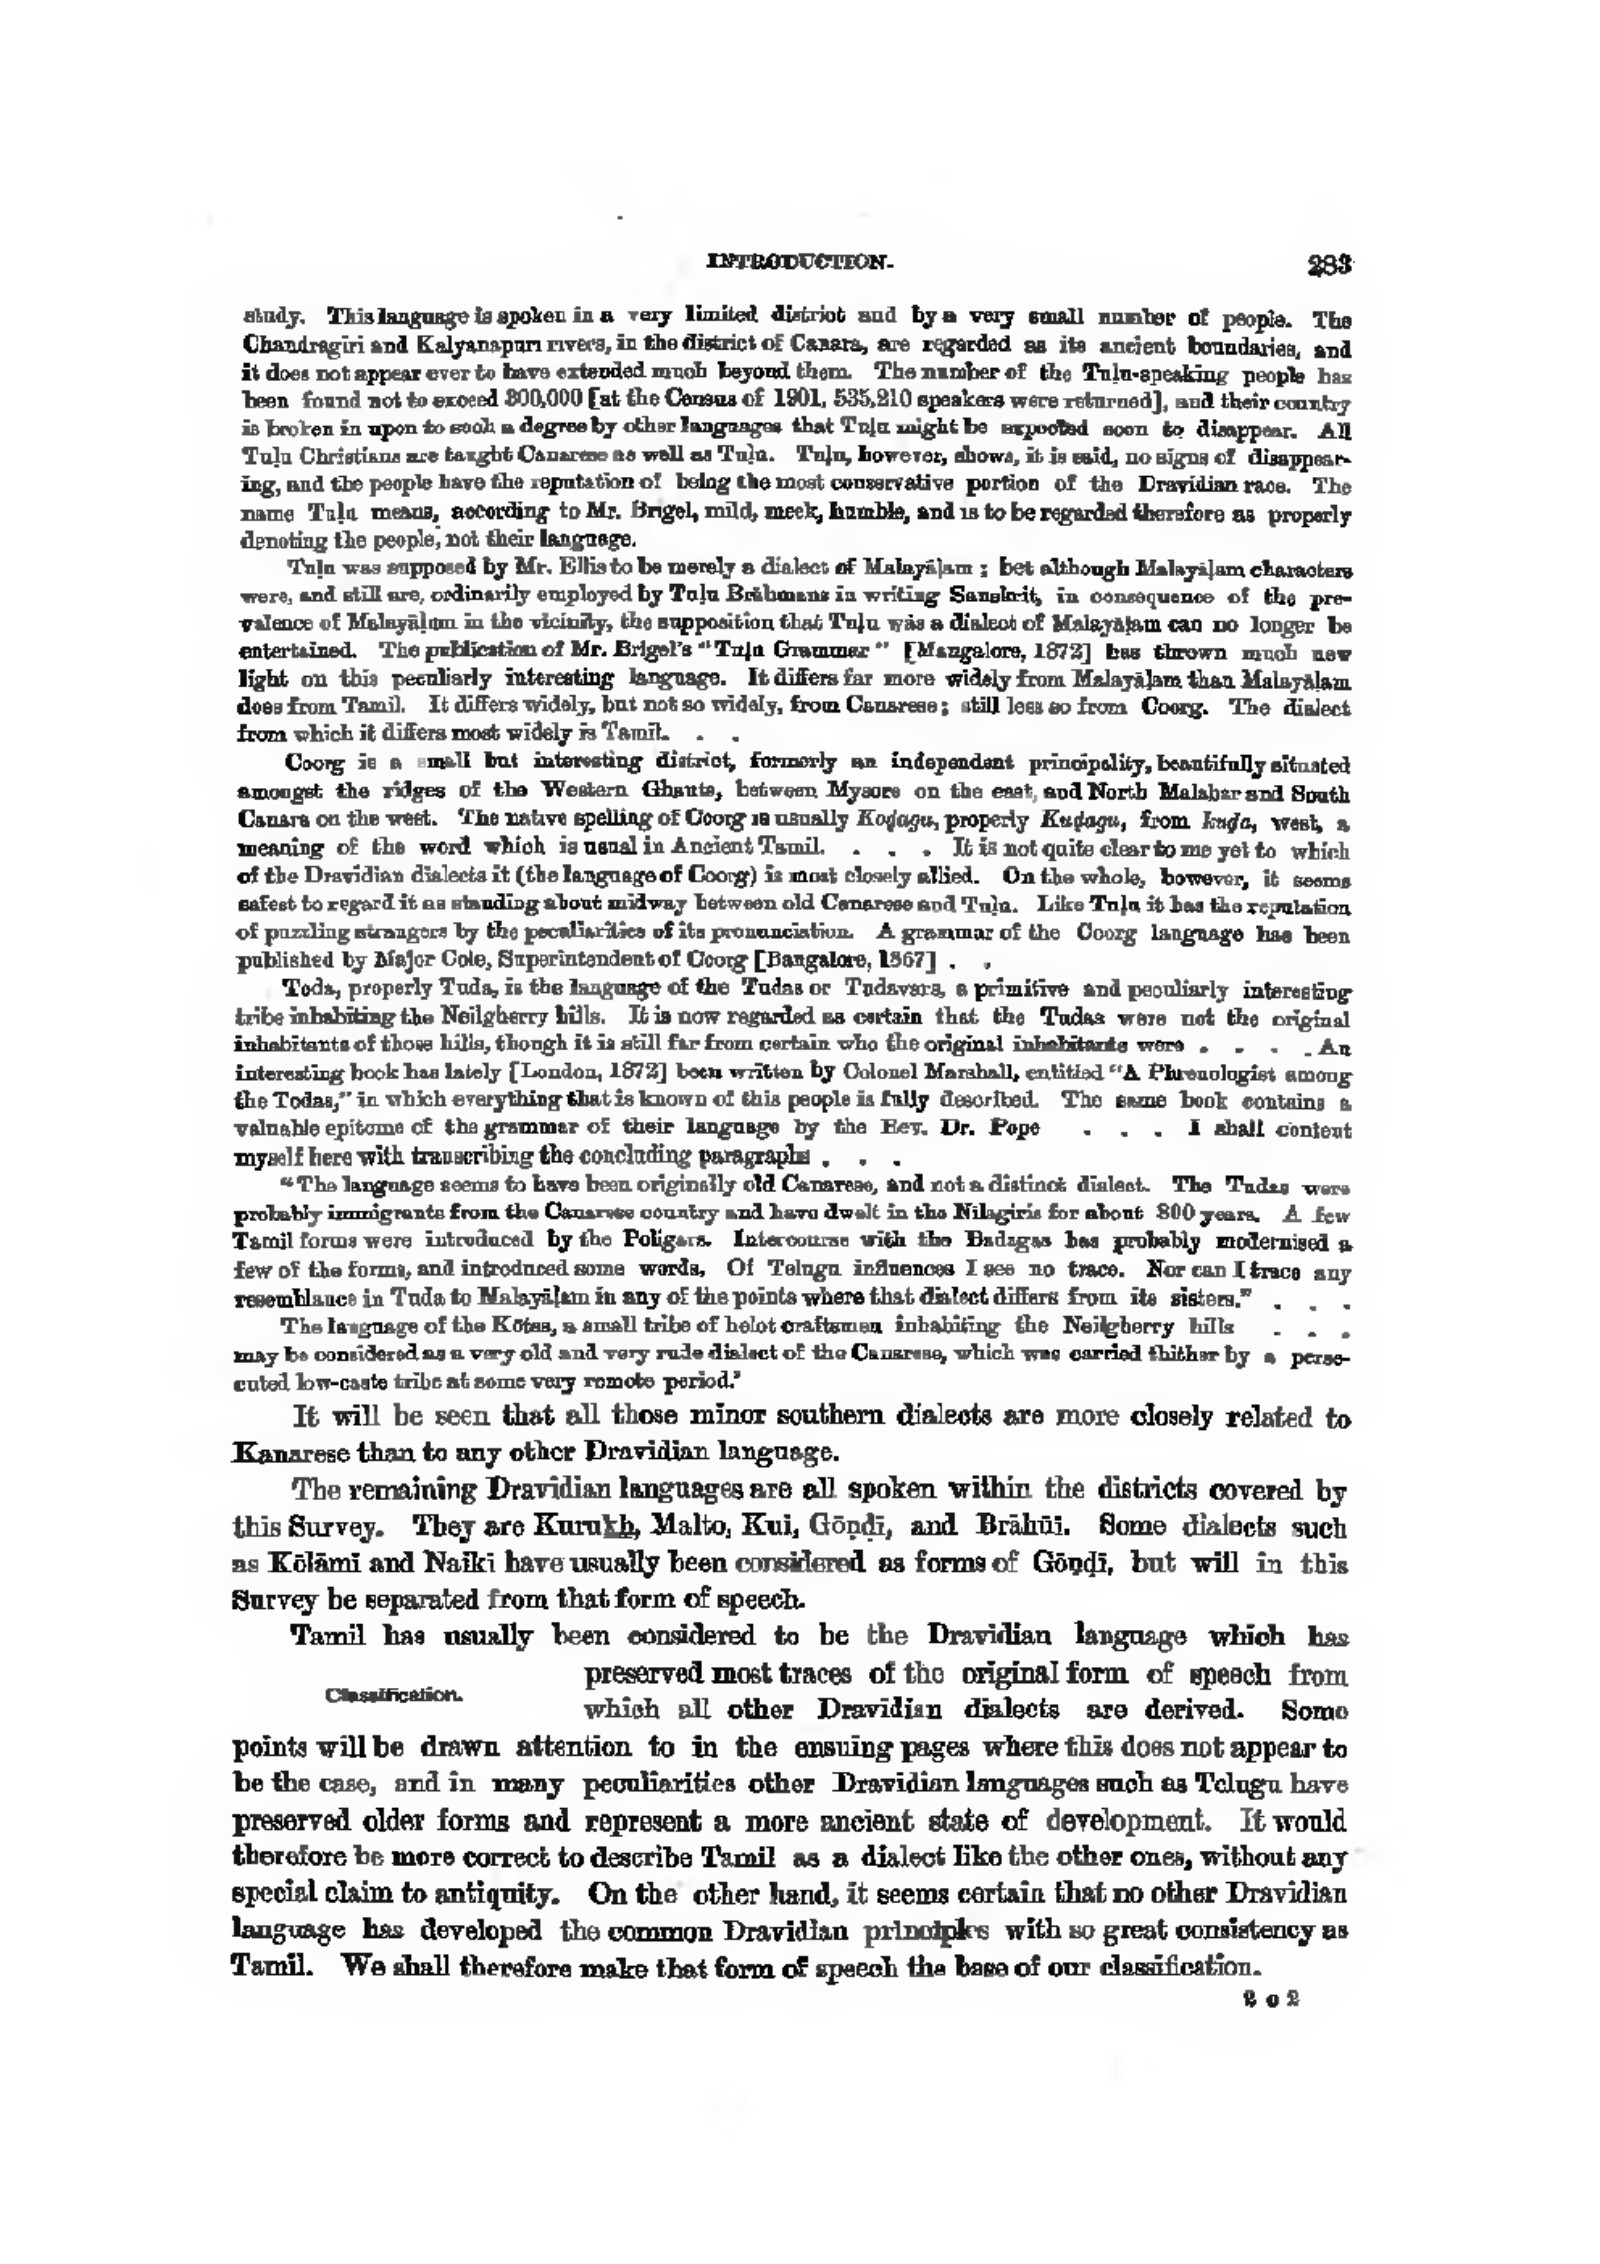 INTRODUCTION.
283
study. This language is spoken in a very limited district and by a very small number of people. The
Chandragiri and Kalyanapuri rivers, in the district of Canara, are regarded as its ancient boundaries, and
it does not appear ever to have extended much beyond them. The number of the Tuḷu-speaking people has
been found not to exceed 300,000 [at the Census of 1901, 535,210 speakers were returned], and their country
is broken in upon to such a degree by other languages that Tuḷu might be expected soon to disappear. All
Tuḷu Christians are taught Canarese as well as Tuḷu. Tuḷu, however, shows, it is said, no signs of disappear-
ing, and the people have the reputation of being the most conservative portion of the Dravidian race. The
name Tuḷu means, according to Mr. Brigel, mild, meek, humble, and is to be regarded therefore as properly
denoting the people, not their language.
Tuḷu was supposed by Mr. Ellis to be merely a dialect of Malayāḷam; but although Malayāḷam characters
were, and still are, ordinarily employed by Tuḷu Brāhmans in writing Sanskrit, in consequence of the pre-
valence of Malayāḷam in the vicinity, the supposition that Tuḷu was a dialect of Malayāḷam can no longer be
entertained. The publication of Mr. Brigel's "Tuḷu Grammar" [Mangalore, 1872] has thrown much new
light on this peculiarly interesting language. It differs far more widely from Malayāḷam than Malayāḷam
does from Tamil. It differs widely, but not so widely, from Canarese; still less so from Coorg. The dialect
from which it differs most widely is Tamil. . .
Coorg is a small but interesting district, formerly an independent principality, beautifully situated
amongst the ridges of the Western Ghauts, between Mysore on the east, and North Malabar and South
Canara on the west. The native spelling of Coorg is usually Koḍagu, properly Kuḍagu, from kuḍa, west, a
meaning of the word which is usual in Ancient Tamil. . . . It is not quite clear to me yet to which
of the Dravidian dialects it (the language of Coorg) is most closely allied. On the whole, however, it seems
safest to regard it as standing about midway between old Canarese and Tuḷu. Like Tuḷu it has the reputation
of puzzling strangers by the peculiarities of its pronunciation. A grammar of the Coorg language has been
published by Major Cole, Superintendent of Coorg [Bangalore, 1867] . .
Toda, properly Tuda, is the language of the Tudas or Tudavars, a primitive and peculiarly interesting
tribe inhabiting the Neilgherry hills. It is now regarded as certain that the Tudas were not the original
inhabitants of those hills, though it is still far from certain who the original inhabitants were . . . . An
interesting book has lately [London, 1873] been written by Colonel Marshall, entitled "A Phrenologist among
the Todas," in which everything that is known of this people is fully described. The same book contains a
valuable epitome of the grammar of their language by the Rev. Dr. Pope . . . I shall content
myself here with transcribing the concluding paragraphs . . .
"The language seems to have been originally old Canarese, and not a distinct dialect. The Tudas were
probably immigrants from the Canarese country and have dwelt in the Nilagiris for about 800 years. A few
Tamil forms were introduced by the Poligars. Intercourse with the Badagas has probably modernised a
few of the forms, and introduced some words. Of Telugu influences I see no trace. Nor can I trace any
resemblance in Tuda to Malayāḷam in any of the points where that dialect differs from its sisters." . . .
The language of the Kōtas, a small tribe of helot craftsmen inhabiting the Neilgherry hills . . .
may be considered as a very old and very rude dialect of the Canarese, which was carried thither by a perse-
cuted low-caste tribe at some very remote period.'
It will be seen that all those minor southern dialects are more closely related to
Kanarese than to any other Dravidian language.
The remaining Dravidian languages are all spoken within the districts covered by
this Survey. They are Kurukh, Malto, Kui, Gōṇḍī, and Brāhūī. Some dialects such
as Kōlāmī and Naikī have usually been considered as forms of Gōṇḍī, but will in this
Survey be separated from that form of speech.
Tamil has usually been considered to be the Dravidian language which has
Classification.
preserved most traces of the original form of speech from
which all other Dravidian dialects are derived. Some
points will be drawn attention to in the ensuing pages where this does not appear to
be the case, and in many peculiarities other Dravidian languages such as Telugu have
preserved older forms and represent a more ancient state of development. It would
therefore be more correct to describe Tamil as a dialect like the other ones, without any
special claim to antiquity. On the other hand, it seems certain that no other Dravidian
language has developed the common Dravidian principles with so great consistency as
Tamil. We shall therefore make that form of speech the base of our classification.
2 o 2